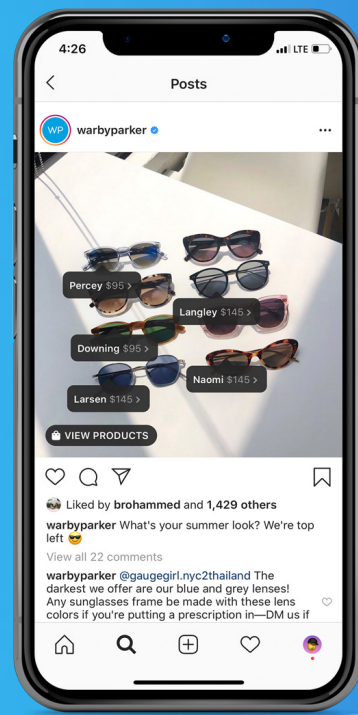 4:26 LTE
Posts
WP warbyparker
Percey $95 >
Langley $145 >
Downing $95 >
Naomi $145 >
Larsen $145 >
VIEW PRODUCTS
Liked by brohammed and 1,429 others
warbyparker What's your summer look? We're top
left 😎
View all 22 comments
warbyparker @gaugegirl.nyc2thailand The
darkest we offer are our blue and grey lenses!
Any sunglasses frame be made with these lens
colors if you're putting a prescription in—DM us if